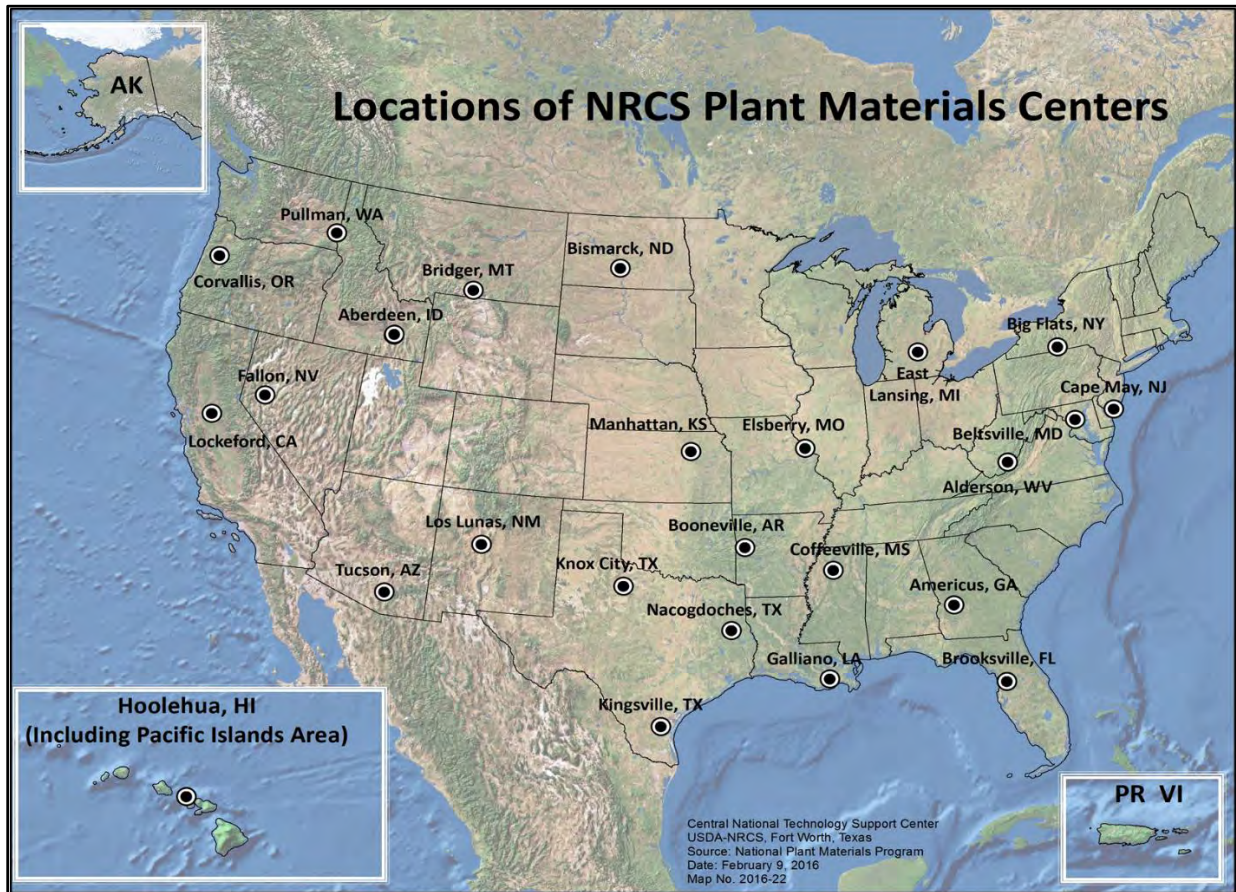 AK
Locations of NRCS Plant Materials Centers
Pullman, WA
Corvallis, OR
Bridger, MT
Bismarck, ND
Aberdeen, ID
Big Flats, NY
East
Lansing, MI
Fallon, NV
Cape May, NJ
Lockeford, CA
Manhattan, KS
Elsberry, MO
Beltsville, MD
Alderson, WV
Los Lunas, NM
Booneville, AR
Coffeeville, MS
Tucson, AZ
Knox City, TX
Americus, GA
Nacogdoches, TX
Galliano, LA
Brooksville, FL
Kingsville, TX
Hoolehua, HI
(Including Pacific Islands Area)
Central National Technology Support Center
USDA-NRCS, Fort Worth, Texas
Source: National Plant Materials Program
Date: February 9, 2016
Map No. 2016-22
PR VI